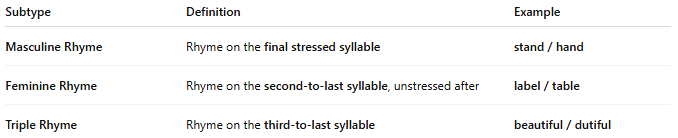 Subtype Definition Example
Masculine Rhyme Rhyme on the final stressed syllable stand / hand
Feminine Rhyme Rhyme on the second-to-last syllable, unstressed after label / table
Triple Rhyme Rhyme on the third-to-last syllable beautiful / dutiful